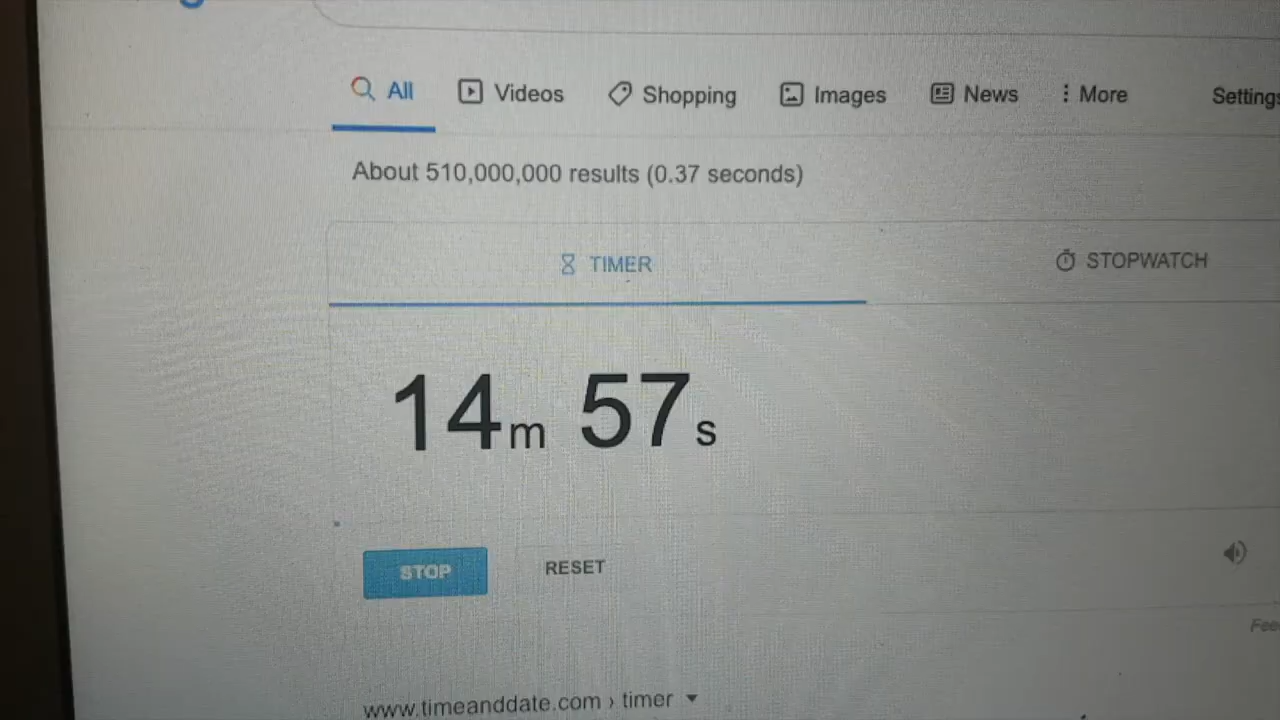 All Videos Shopping Images News More Settings
About 510,000,000 results (0.37 seconds)
TIMER STOPWATCH
14m 57s
STOP RESET
www.timeanddate.com › timer